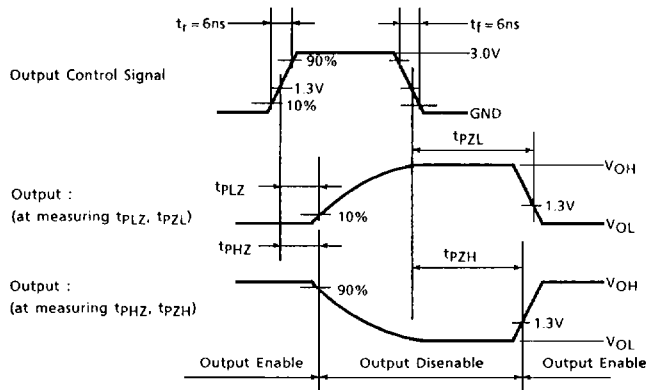 tr = 6ns
tf = 6ns
Output Control Signal
90%
1.3V
10%
3.0V
GND
tPZL
Output :
(at measuring tPLZ, tPZL)
tPLZ
10%
VOH
1.3V
VOL
tPHZ
Output :
(at measuring tPHZ, tPZH)
90%
tPZH
VOH
1.3V
VOL
Output Enable
Output Disenable
Output Enable